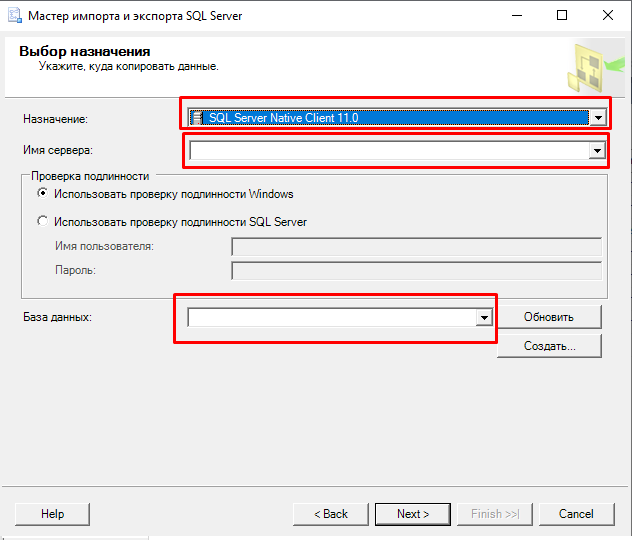 Мастер импорта и экспорта SQL Server
Выбор назначения
Укажите, куда копировать данные.
Назначение:
SQL Server Native Client 11.0
Имя сервера:
Проверка подлинности
Использовать проверку подлинности Windows
Использовать проверку подлинности SQL Server
Имя пользователя:
Пароль:
База данных:
Обновить
Создать...
Help
< Back
Next >
Finish >>|
Cancel